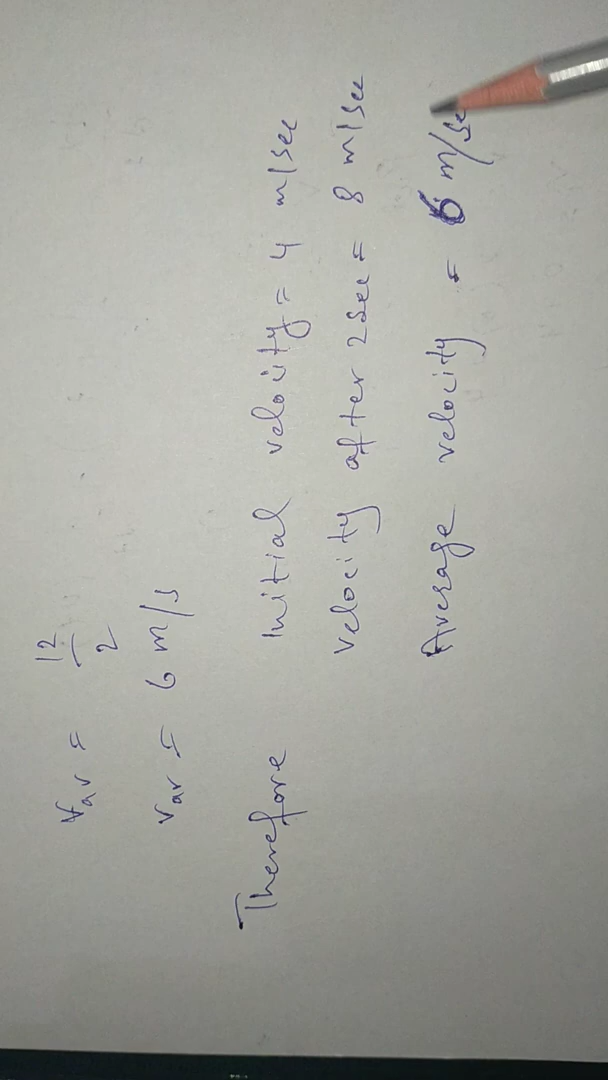 Vav = 12/2
Vav = 6 m/s
Therefore Initial velocity = 4 m/sec
velocity after 2 sec = 8 m/sec
Average velocity = 6 m/se